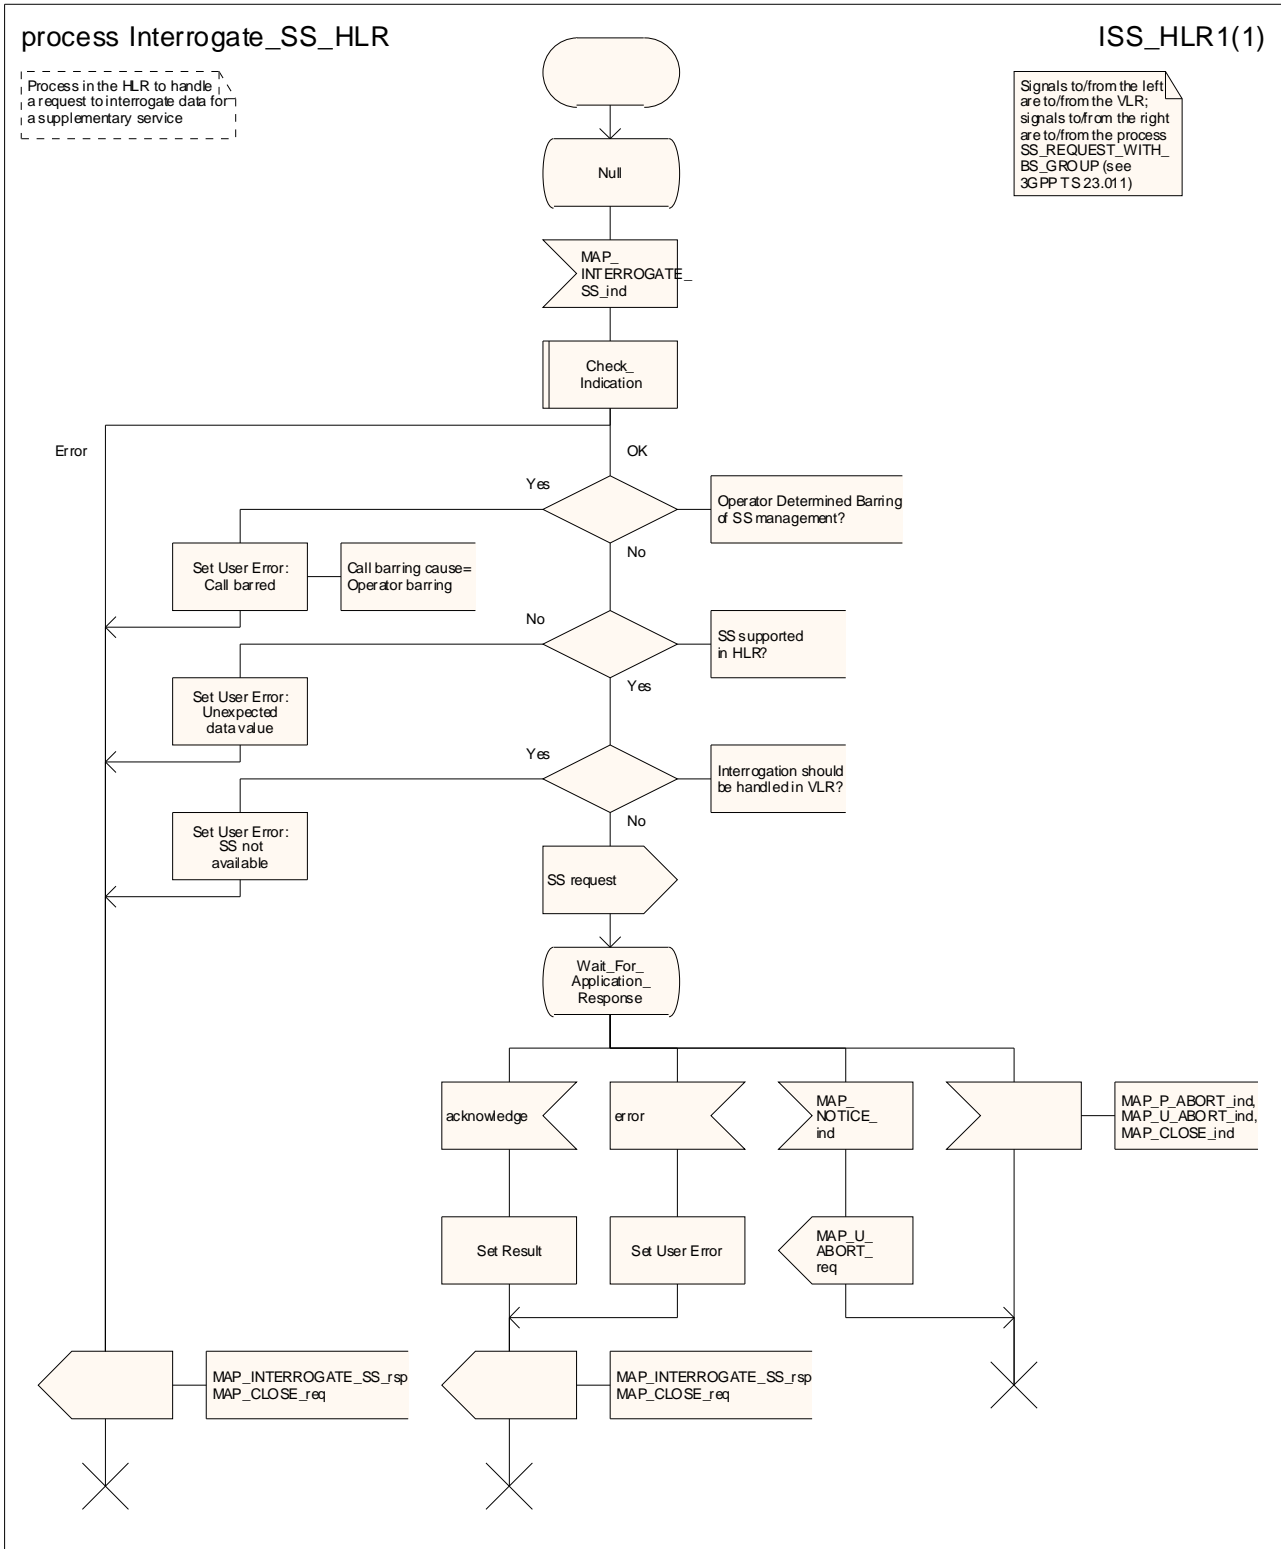 process Interrogate_SS_HLR
ISS_HLR1(1)
Process in the HLR to handle
a request to interrogate data for
a supplementary service
Signals to/from the left
are to/from the VLR;
signals to/from the right
are to/from the process
SS_REQUEST_WITH_
BS_GROUP (see
3GPP TS 23.011)
Null
MAP_
INTERROGATE_
SS_ind
Check_
Indication
Error
OK
Yes
Operator Determined Barring
of SS management?
No
Set User Error:
Call barred
Call barring cause=
Operator barring
No
SS supported
in HLR?
Yes
Set User Error:
Unexpected
data value
Yes
Interrogation should
be handled in VLR?
No
Set User Error:
SS not
available
SS request
Wait_For_
Application_
Response
acknowledge
error
MAP_
NOTICE_
ind
MAP_P_ABORT_ind,
MAP_U_ABORT_ind,
MAP_CLOSE_ind
Set Result
Set User Error
MAP_U_
ABORT_
req
MAP_INTERROGATE_SS_rsp
MAP_CLOSE_req
MAP_INTERROGATE_SS_rsp
MAP_CLOSE_req